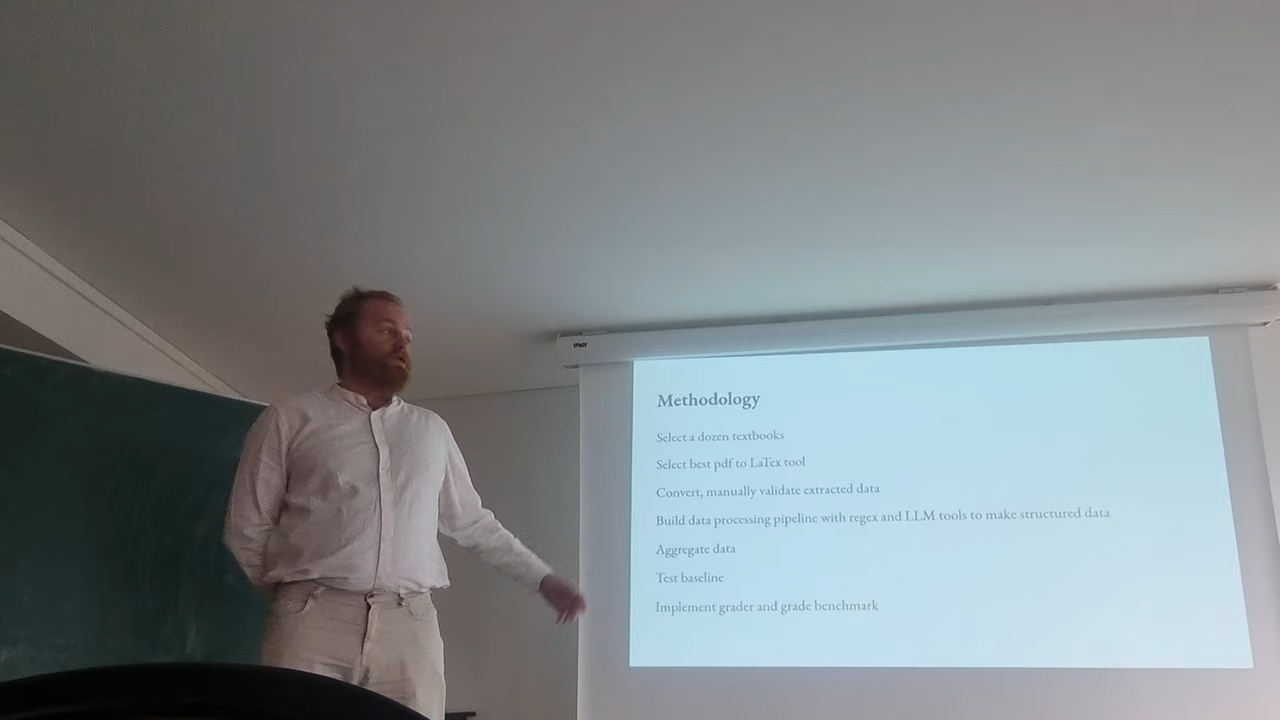 Methodology
Select a dozen textbooks
Select best pdf to LaTex tool
Convert, manually validate extracted data
Build data processing pipeline with regex and LLM tools to make structured data
Aggregate data
Test baseline
Implement grader and grade benchmark